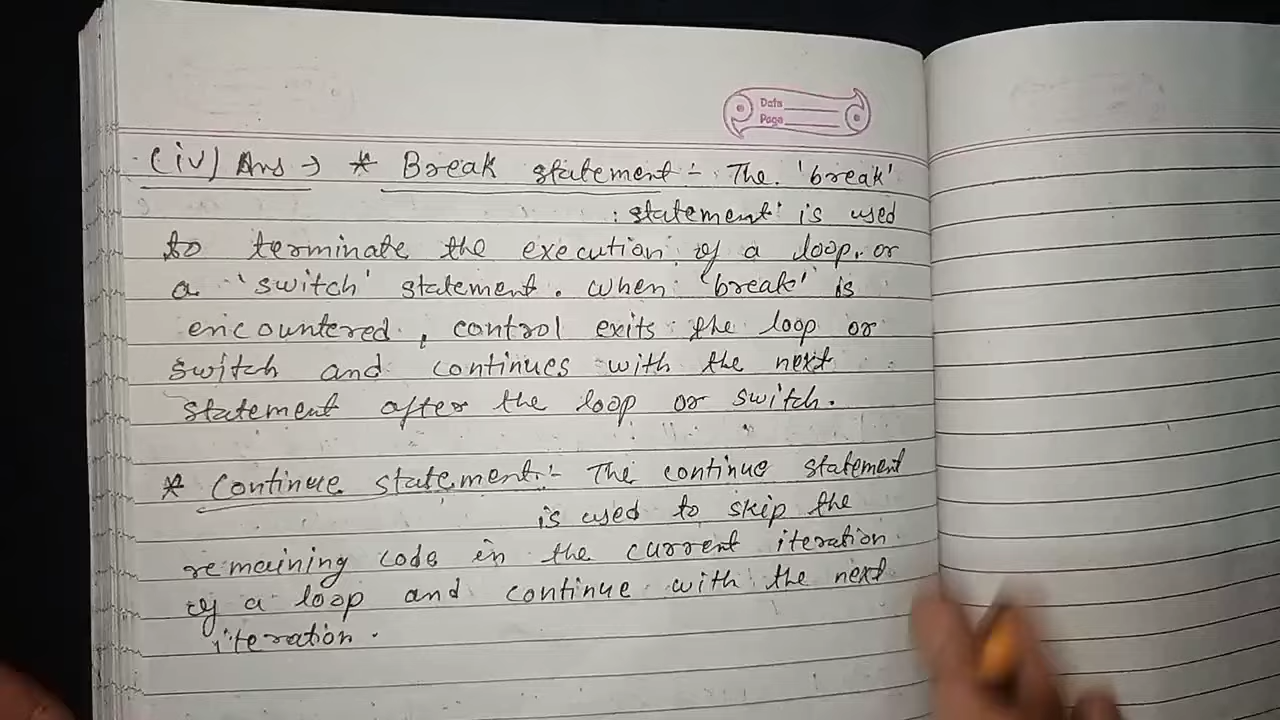 Date
Page
(iv) Ans → * Break statement :- The 'break'
statement is used
to terminate the execution of a loop or
a 'switch' statement. When 'break' is
encountered, control exits the loop or
switch and continues with the next
statement after the loop or switch.
* Continue statement :- The continue statement
is used to skip the
remaining code in the current iteration
of a loop and continue with the next
iteration.